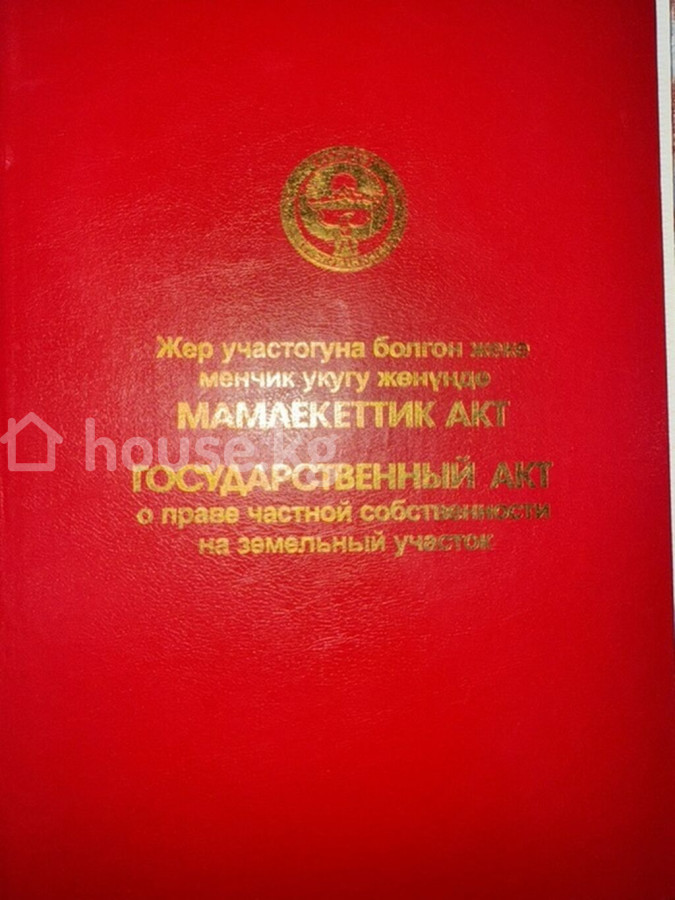 Жер участогуна болгон жеке
менчик укугу жөнүндө
МАМЛЕКЕТТИК АКТ
house.kg
ГОСУДАРСТВЕННЫЙ АКТ
о праве частной собственности
на земельный участок